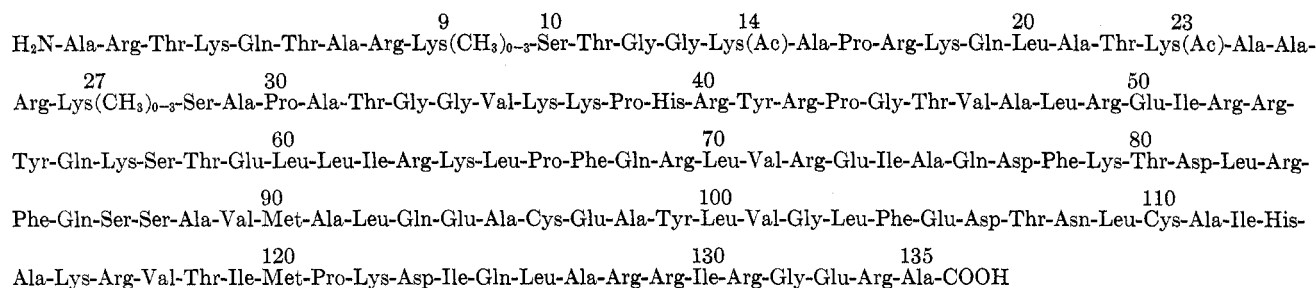 9 10 14 20 23
H₂N-Ala-Arg-Thr-Lys-Gln-Thr-Ala-Arg-Lys(CH₃)₀₋₃-Ser-Thr-Gly-Gly-Lys(Ac)-Ala-Pro-Arg-Lys-Gln-Leu-Ala-Thr-Lys(Ac)-Ala-Ala-
27 30 40 50
Arg-Lys(CH₃)₀₋₃-Ser-Ala-Pro-Ala-Thr-Gly-Gly-Val-Lys-Lys-Pro-His-Arg-Tyr-Arg-Pro-Gly-Thr-Val-Ala-Leu-Arg-Glu-Ile-Arg-Arg-
60 70 80
Tyr-Gln-Lys-Ser-Thr-Glu-Leu-Leu-Ile-Arg-Lys-Leu-Pro-Phe-Gln-Arg-Leu-Val-Arg-Glu-Ile-Ala-Gln-Asp-Phe-Lys-Thr-Asp-Leu-Arg-
90 100 110
Phe-Gln-Ser-Ser-Ala-Val-Met-Ala-Leu-Gln-Glu-Ala-Cys-Glu-Ala-Tyr-Leu-Val-Gly-Leu-Phe-Glu-Asp-Thr-Asn-Leu-Cys-Ala-Ile-His-
120 130 135
Ala-Lys-Arg-Val-Thr-Ile-Met-Pro-Lys-Asp-Ile-Gln-Leu-Ala-Arg-Arg-Ile-Arg-Gly-Glu-Arg-Ala-COOH